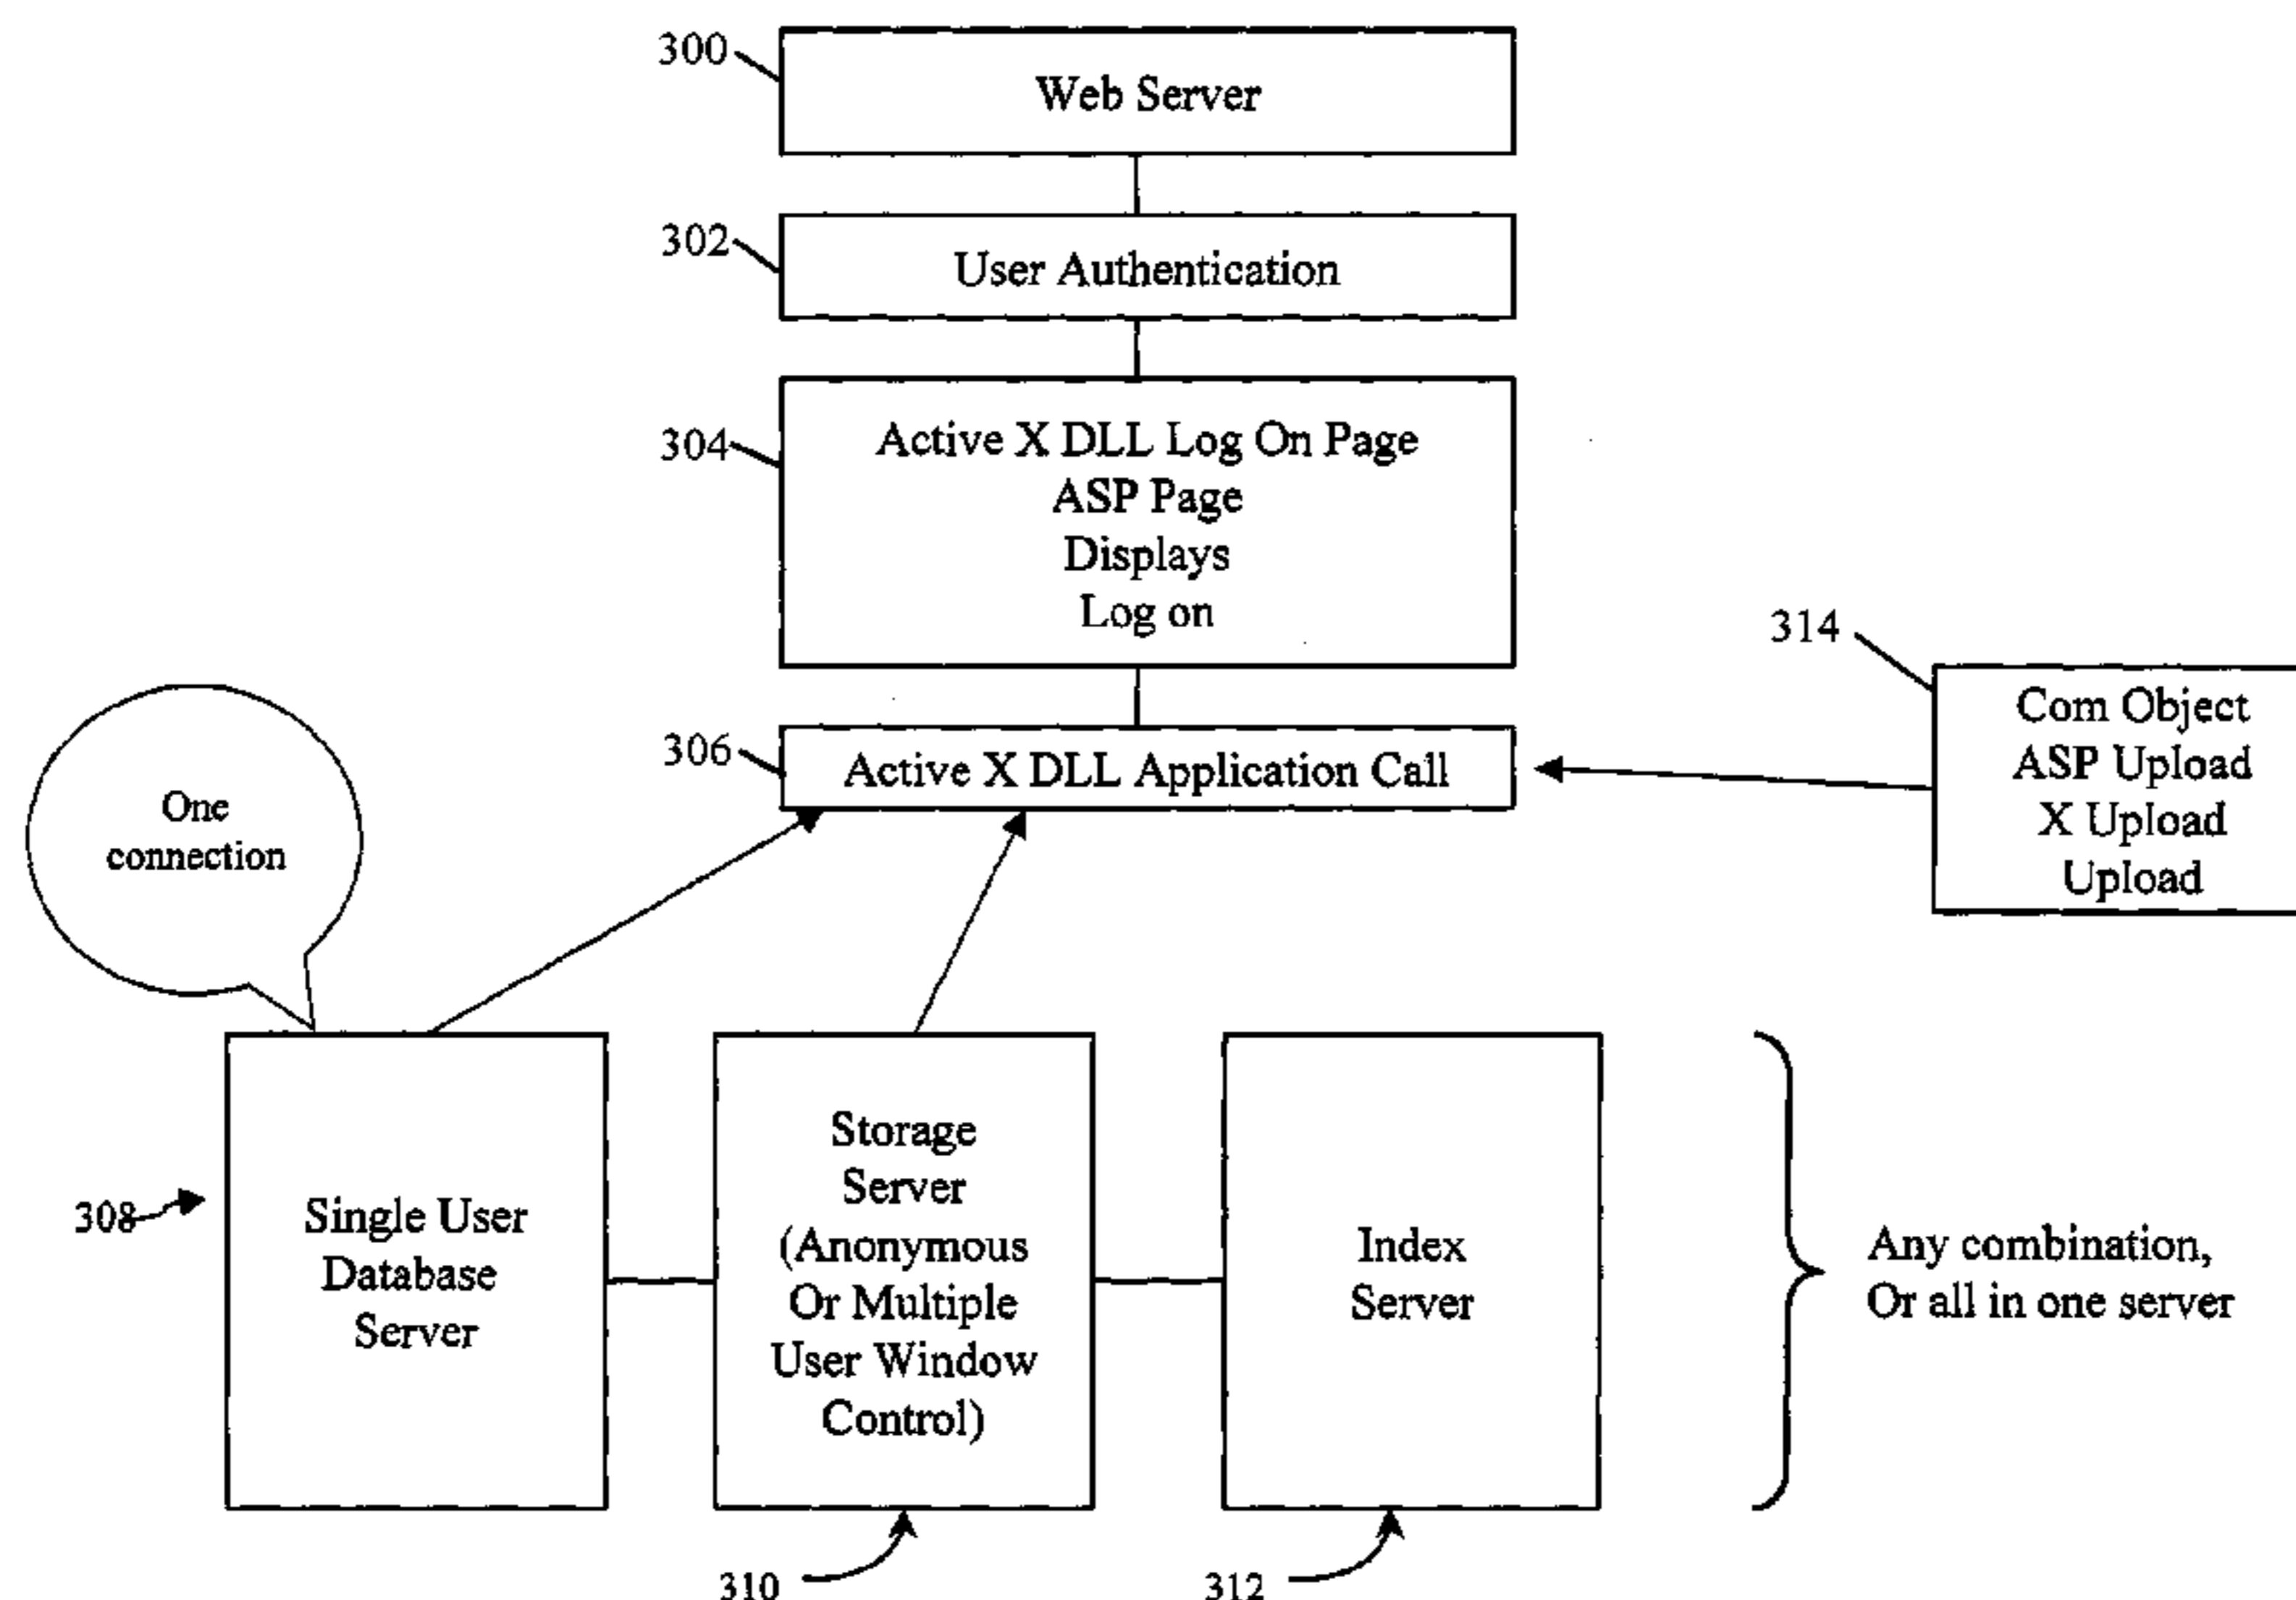 300
Web Server
302
User Authentication
304
Active X DLL Log On Page
ASP Page
Displays
Log on
314
Com Object
ASP Upload
X Upload
Upload
306
Active X DLL Application Call
One
connection
308
Single User
Database
Server
Storage
Server
(Anonymous
Or Multiple
User Window
Control)
Index
Server
Any combination,
Or all in one server
310
312